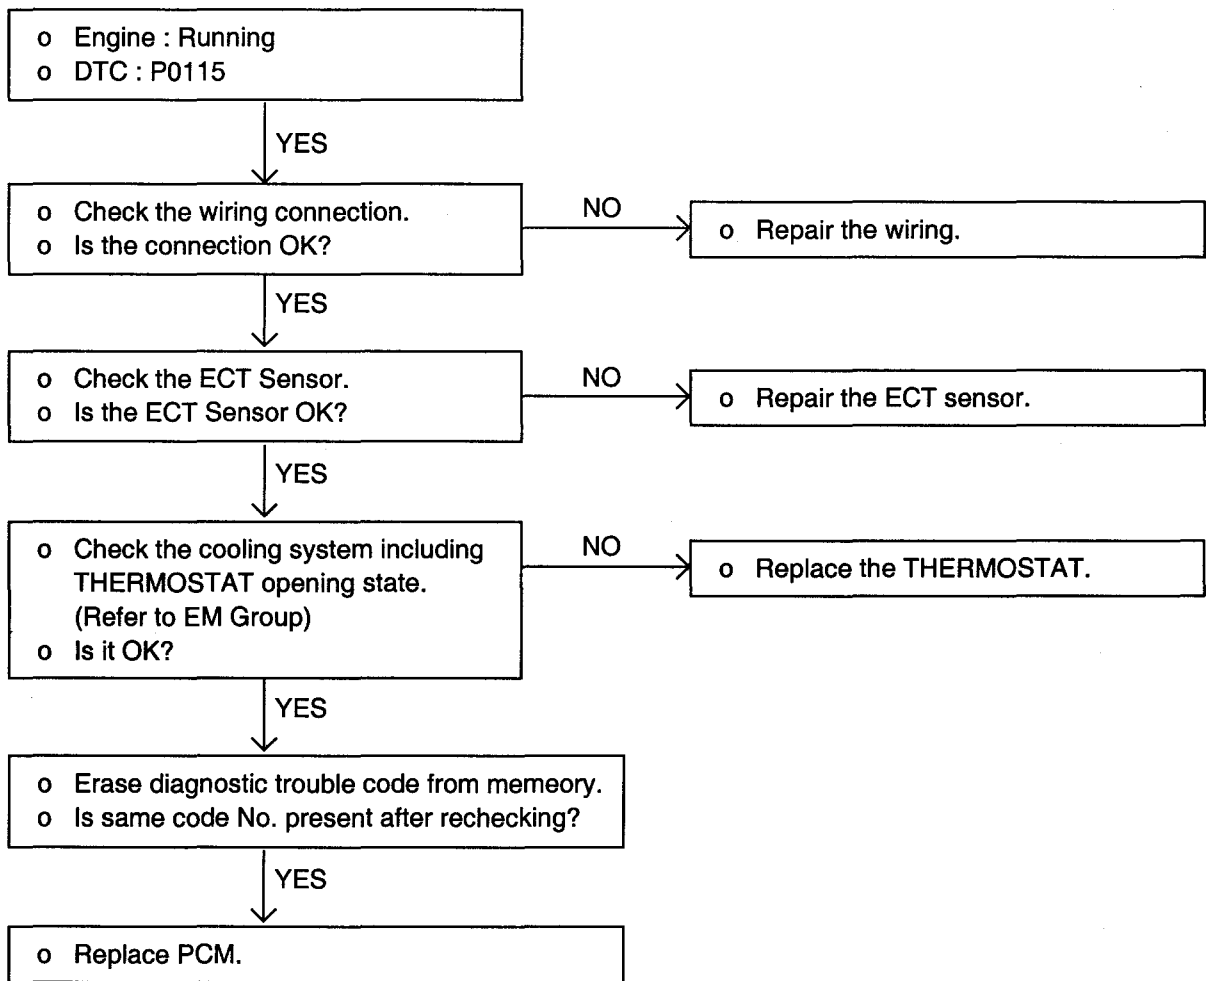 o Engine : Running
o DTC : P0115
YES
o Check the wiring connection.
o Is the connection OK?
NO
o Repair the wiring.
YES
o Check the ECT Sensor.
o Is the ECT Sensor OK?
NO
o Repair the ECT sensor.
YES
o Check the cooling system including
THERMOSTAT opening state.
(Refer to EM Group)
o Is it OK?
NO
o Replace the THERMOSTAT.
YES
o Erase diagnostic trouble code from memeory.
o Is same code No. present after rechecking?
YES
o Replace PCM.